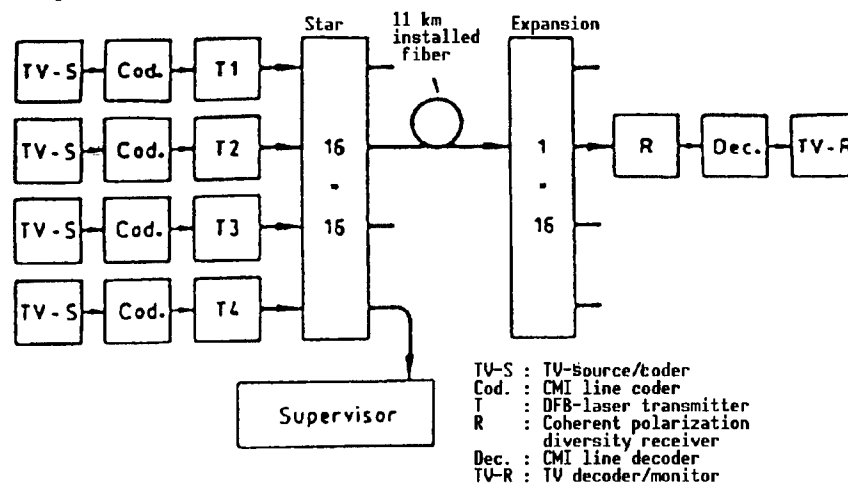 Star
11 km
installed
fiber
Expansion
TV-S
Cod.
T1
TV-S
Cod.
T2
16
.
16
1
.
16
R
Dec.
TV-R
TV-S
Cod.
T3
TV-S
Cod.
T4
Supervisor
TV-S : TV-source/coder
Cod. : CMI line coder
T : DFB-laser transmitter
R : Coherent polarization
diversity receiver
Dec. : CMI line decoder
TV-R : TV decoder/monitor